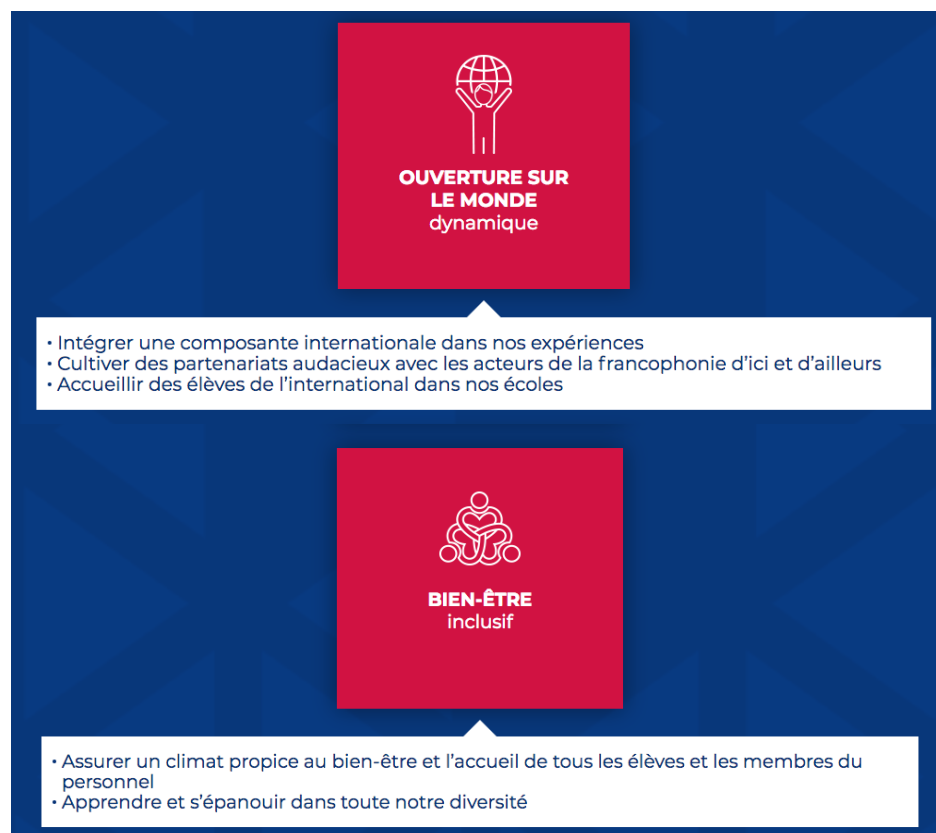 OUVERTURE SUR
LE MONDE
dynamique
• Intégrer une composante internationale dans nos expériences
• Cultiver des partenariats audacieux avec les acteurs de la francophonie d’ici et d’ailleurs
• Accueillir des élèves de l’international dans nos écoles
BIEN-ÊTRE
inclusif
• Assurer un climat propice au bien-être et l’accueil de tous les élèves et les membres du
personnel
• Apprendre et s’épanouir dans toute notre diversité